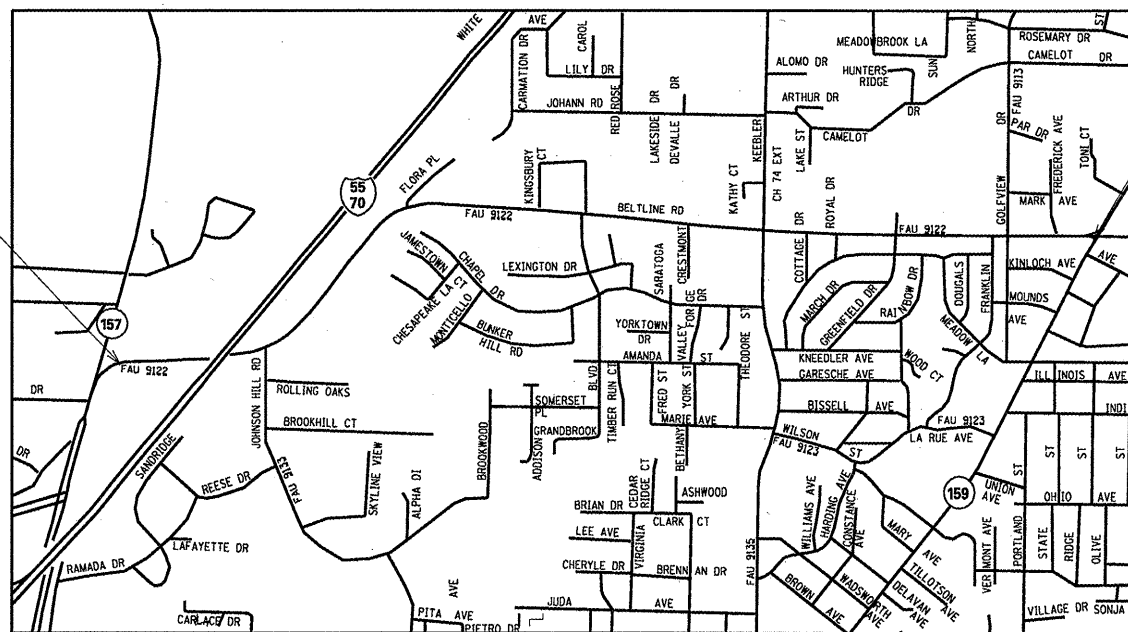 WHITE
AVE
CAROL
CARMATION DR
LILY DR
JOHANN RD
RED ROSE
LAKESIDE DR
DEVALLE DR
MEADOWBROOK LA
SUN
NORTH
ST
ROSEMARY DR
CAMELOT DR
ALOMO DR
HUNTERS
RIDGE
ARTHUR DR
LAKE ST
CAMELOT DR
KEEBLER
CH 74 EXT
FAU 9113
GOLFVIEW DR
PAR DR
FREDERICK AVE
TONI CT
MARK AVE
55
70
FLORA PL
KINGSBURY
CT
KATHY CT
ROYAL DR
FAU 9122
BELTLINE RD
FAU 9122
COTTAGE DR
JAMESTOWN
CHAPEL DR
CHESAPEAKE LA
MONTICELLO CT
LEXINGTON DR
SARATOGA
CRESTMONT
BUNKER
HILL RD
YORKTOWN
DR
VALLEY FORGE DR
THEODORE ST
MARCH DR
GREENFIELD DR
RAINBOW DR
DOUGALS
FRANKLIN
KINLOCH AVE
AVE
MOUNDS
AVE
MEADOW LA
157
FAU 9122
DR
DR
JOHNSON HILL RD
ROLLING OAKS
BROOKHILL CT
BLVD
AMANDA ST
TIMBER RUN CT
FRED ST
YORK ST
MARIE AVE
KNEEDLER AVE
GARESCHE AVE
WOOD CT
BISSELL AVE
ILLINOIS AVE
INDI
SOMERSET
PL
GRANDBROOK
ADDISON
BROOKWOOD
BETHANY
WILSON ST
FAU 9123
FAU 9123
LA RUE AVE
SANDRIDGE
REESE DR
FAU 9133
SKYLINE VIEW
ALPHA DI
CEDAR
RIDGE CT
ASHWOOD
BRIAN DR
CLARK CT
LEE AVE
VIRGINIA
CHERYLE DR
BRENNAN DR
JUDA AVE
FAU 9135
WILLIAMS AVE
HARDING AVE
CONSTANCE
AVE
MARY AVE
159
UNION
AVE
ST
ST
ST
ST
OHIO AVE
VERMONT AVE
PORTLAND
STATE
RIDGE
OLIVE
LAFAYETTE DR
RAMADA DR
CARLACE DR
AVE
PITA AVE
PIETRO DR
BROWN AVE
WADSWORTH
AVE
DELAVAN
AVE
TILLOTSON
AVE
VILLAGE DR
SONJA